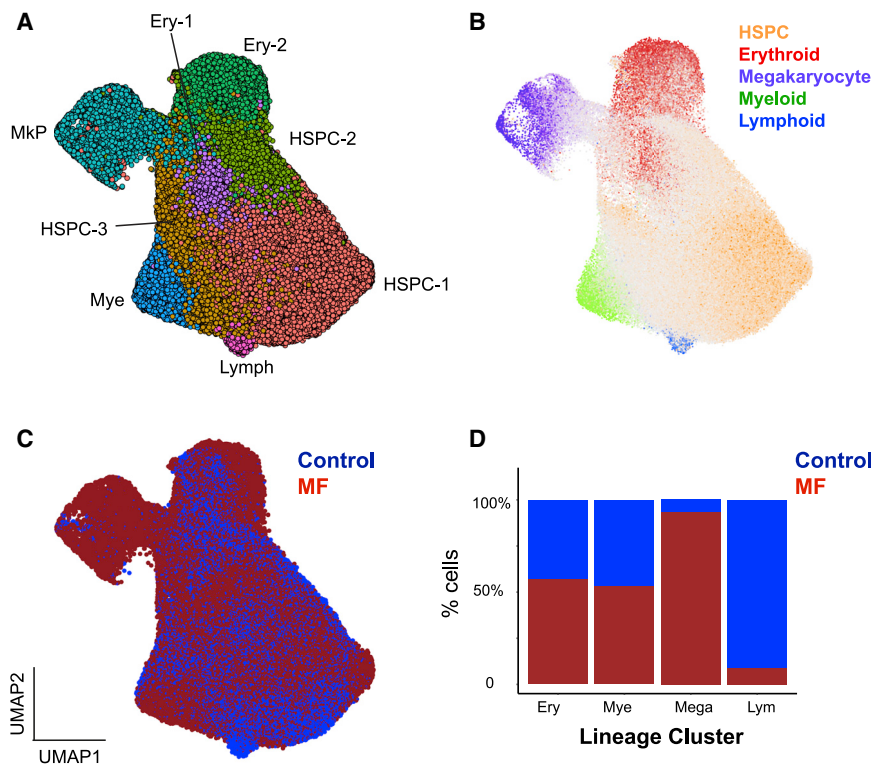 A
Ery-1
Ery-2
MkP
HSPC-2
HSPC-3
HSPC-1
Mye
Lymph
B
HSPC
Erythroid
Megakaryocyte
Myeloid
Lymphoid
C
Control
MF
UMAP2
UMAP1
D
Control
MF
100%
50%
0
% cells
Ery Mye Mega Lym
Lineage Cluster